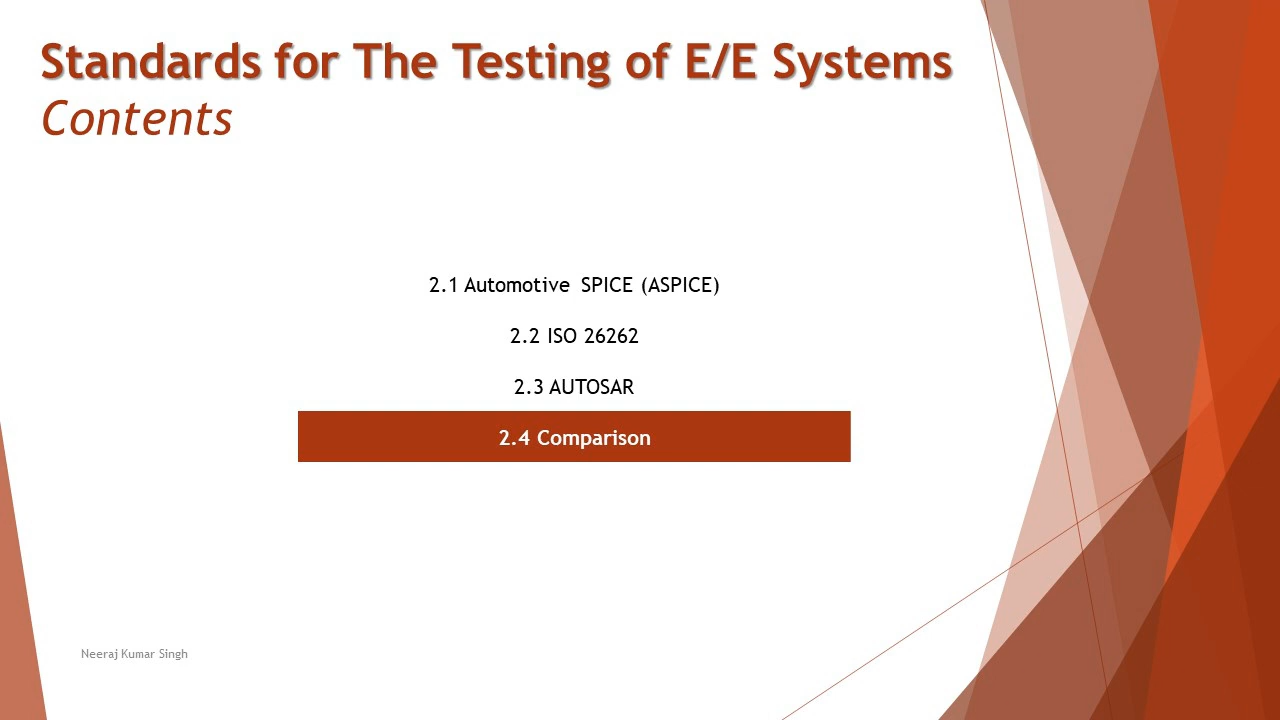 Standards for The Testing of E/E Systems
Contents
2.1 Automotive SPICE (ASPICE)
2.2 ISO 26262
2.3 AUTOSAR
2.4 Comparison
Neeraj Kumar Singh